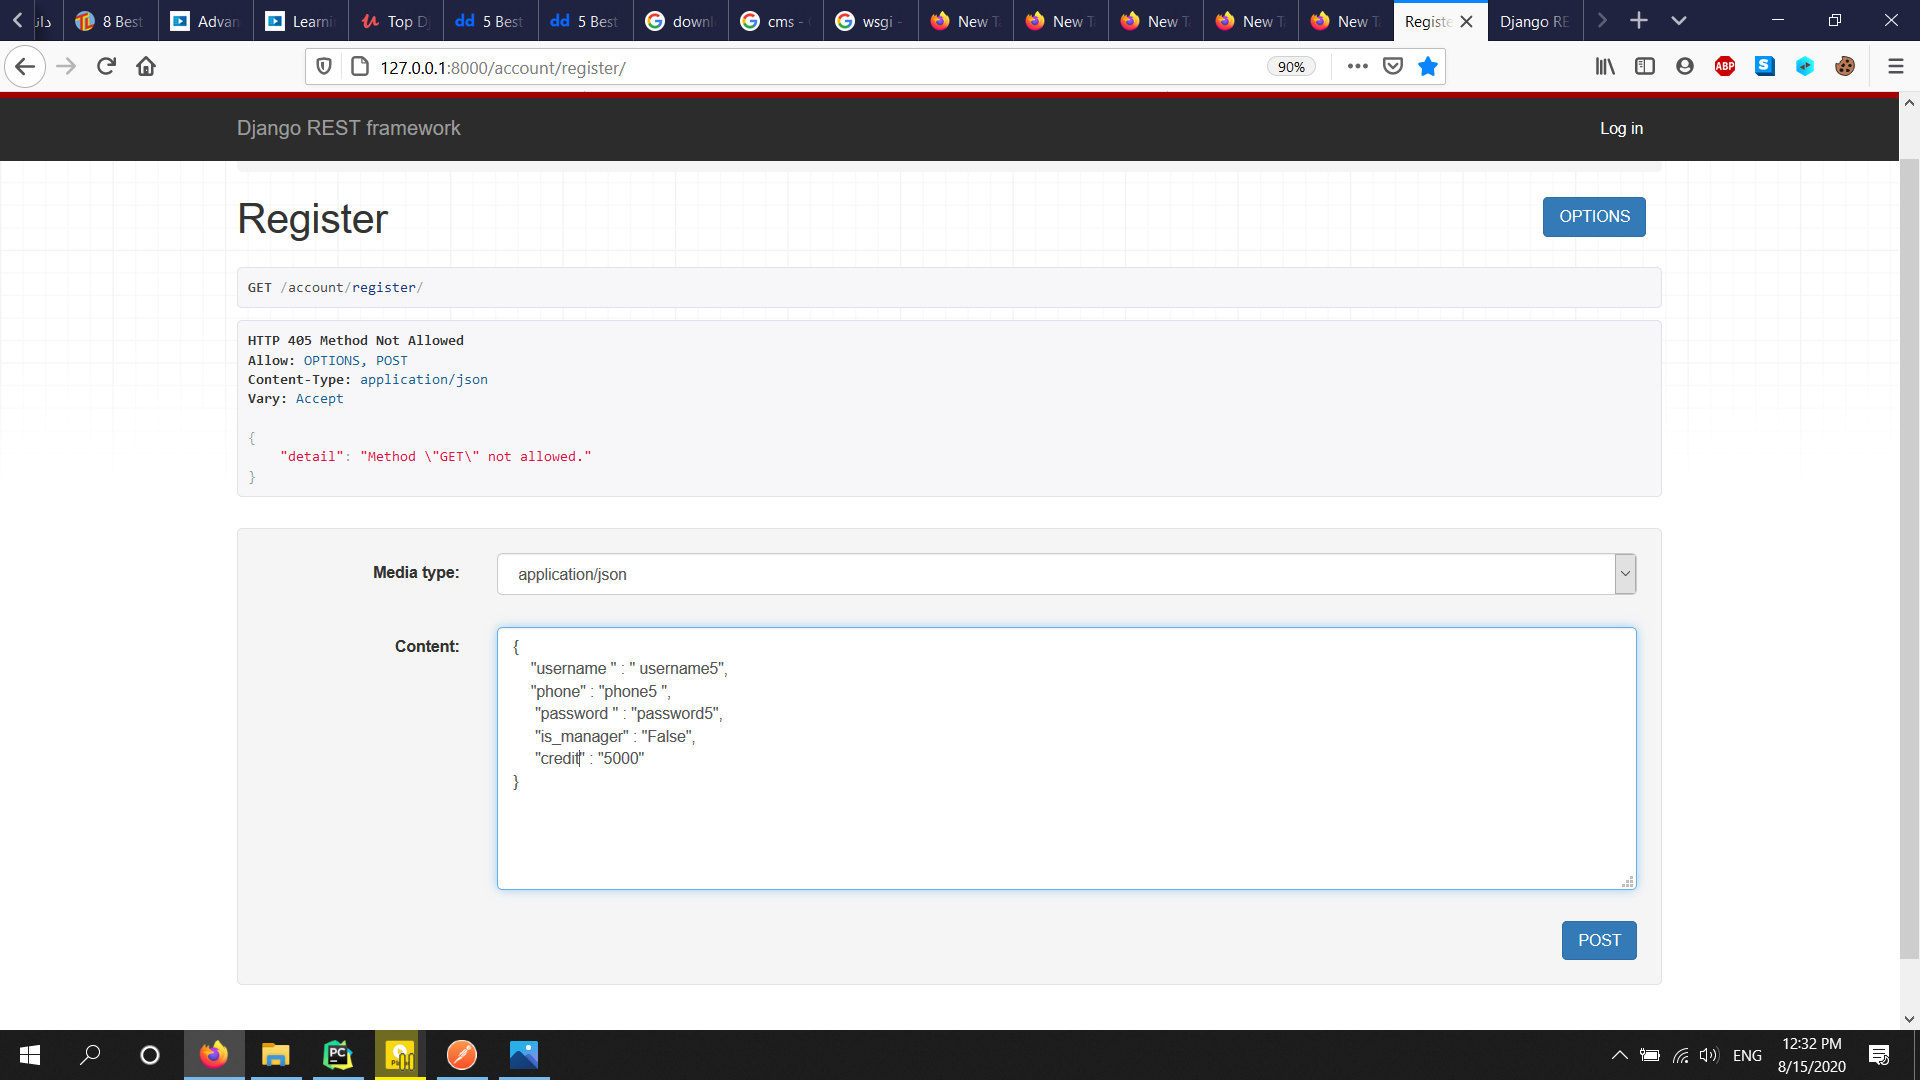 دان
8 Best
Advan
Learni
Top D
5 Best
5 Best
downl
cms -
wsgi -
New T
New T
New T
New T
New T
Registe
Django RE
127.0.0.1:8000/account/register/
90%
ABP
S
Django REST framework
Log in
Register
OPTIONS
GET /account/register/
HTTP 405 Method Not Allowed
Allow: OPTIONS, POST
Content-Type: application/json
Vary: Accept
{
"detail": "Method \"GET\" not allowed."
}
Media type:
application/json
Content:
{
"username " : " username5",
"phone" : "phone5 ",
"password " : "password5",
"is_manager" : "False",
"credit" : "5000"
}
POST
PC
ENG
12:32 PM
8/15/2020